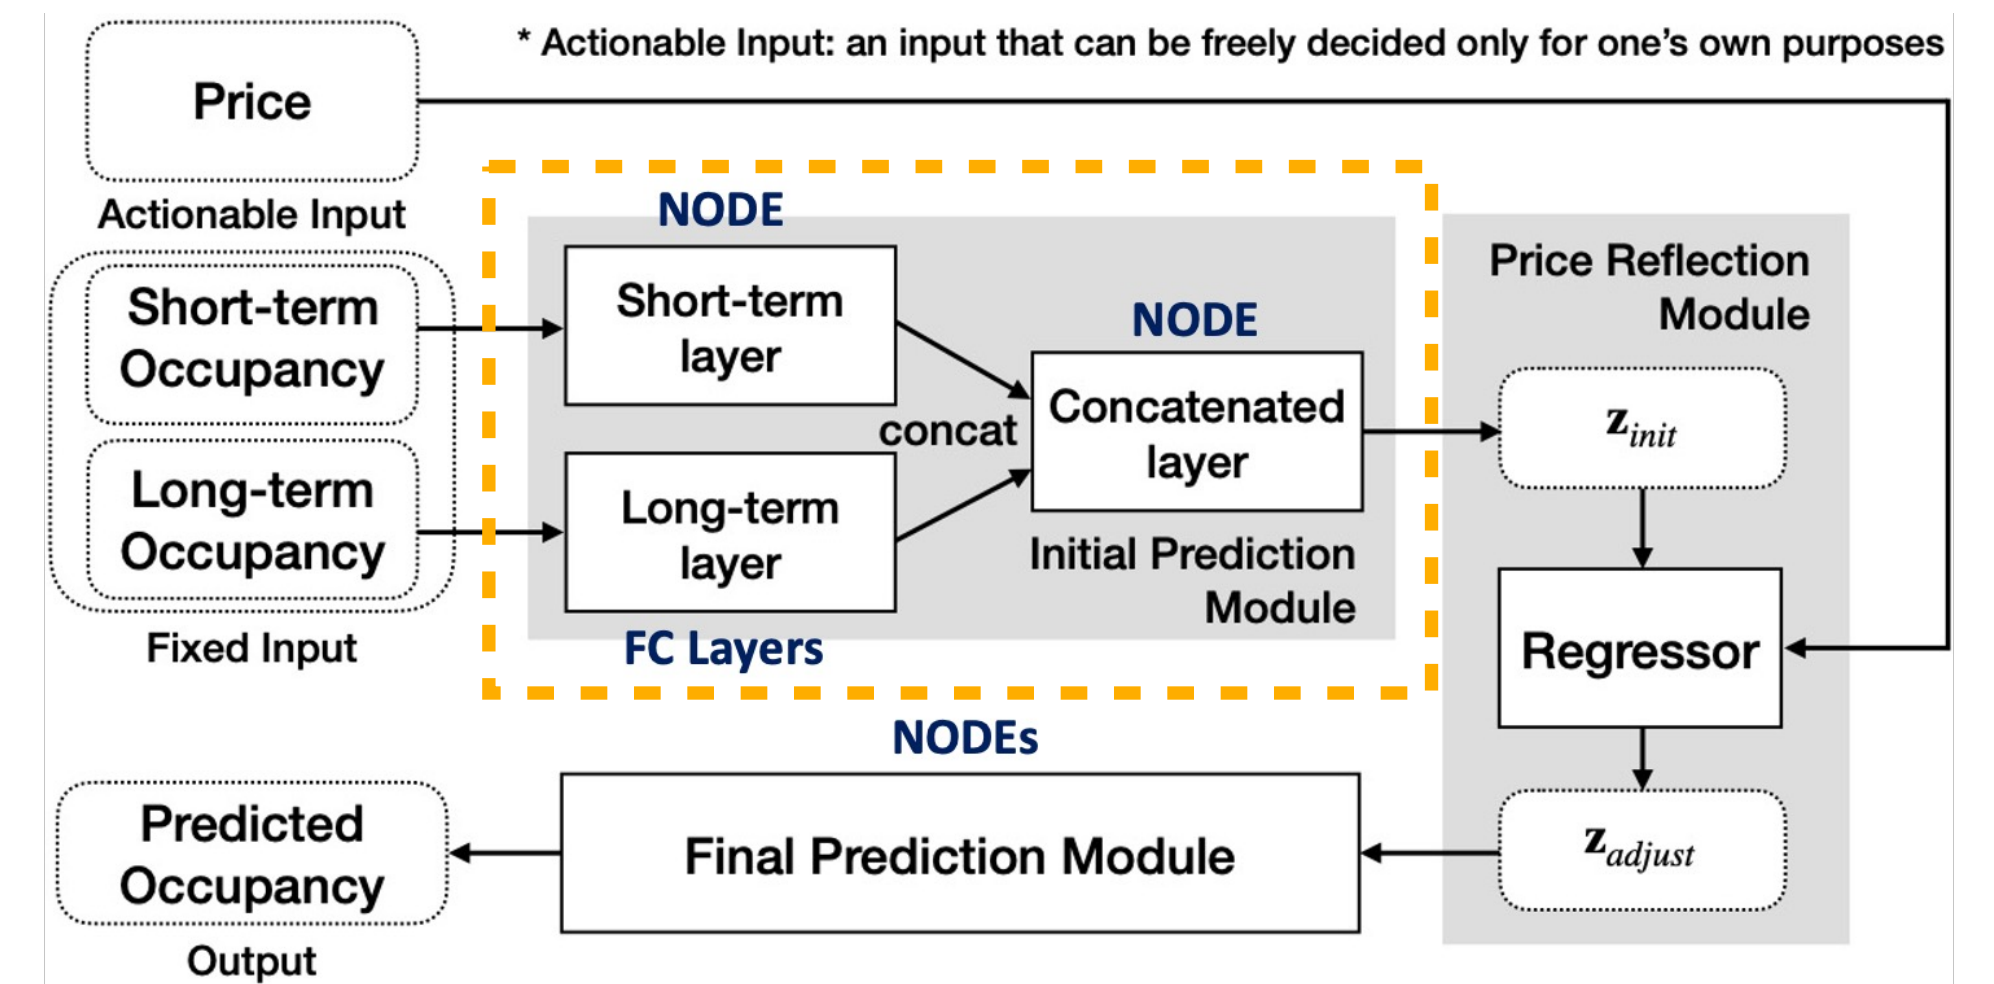 * Actionable Input: an input that can be freely decided only for one's own purposes
Price
Actionable Input
Short-term
Occupancy
Long-term
Occupancy
Fixed Input
NODE
Short-term
layer
concat
Long-term
layer
FC Layers
NODE
Concatenated
layer
Initial Prediction
Module
Price Reflection
Module
z_init
Regressor
z_adjust
NODEs
Final Prediction Module
Predicted
Occupancy
Output